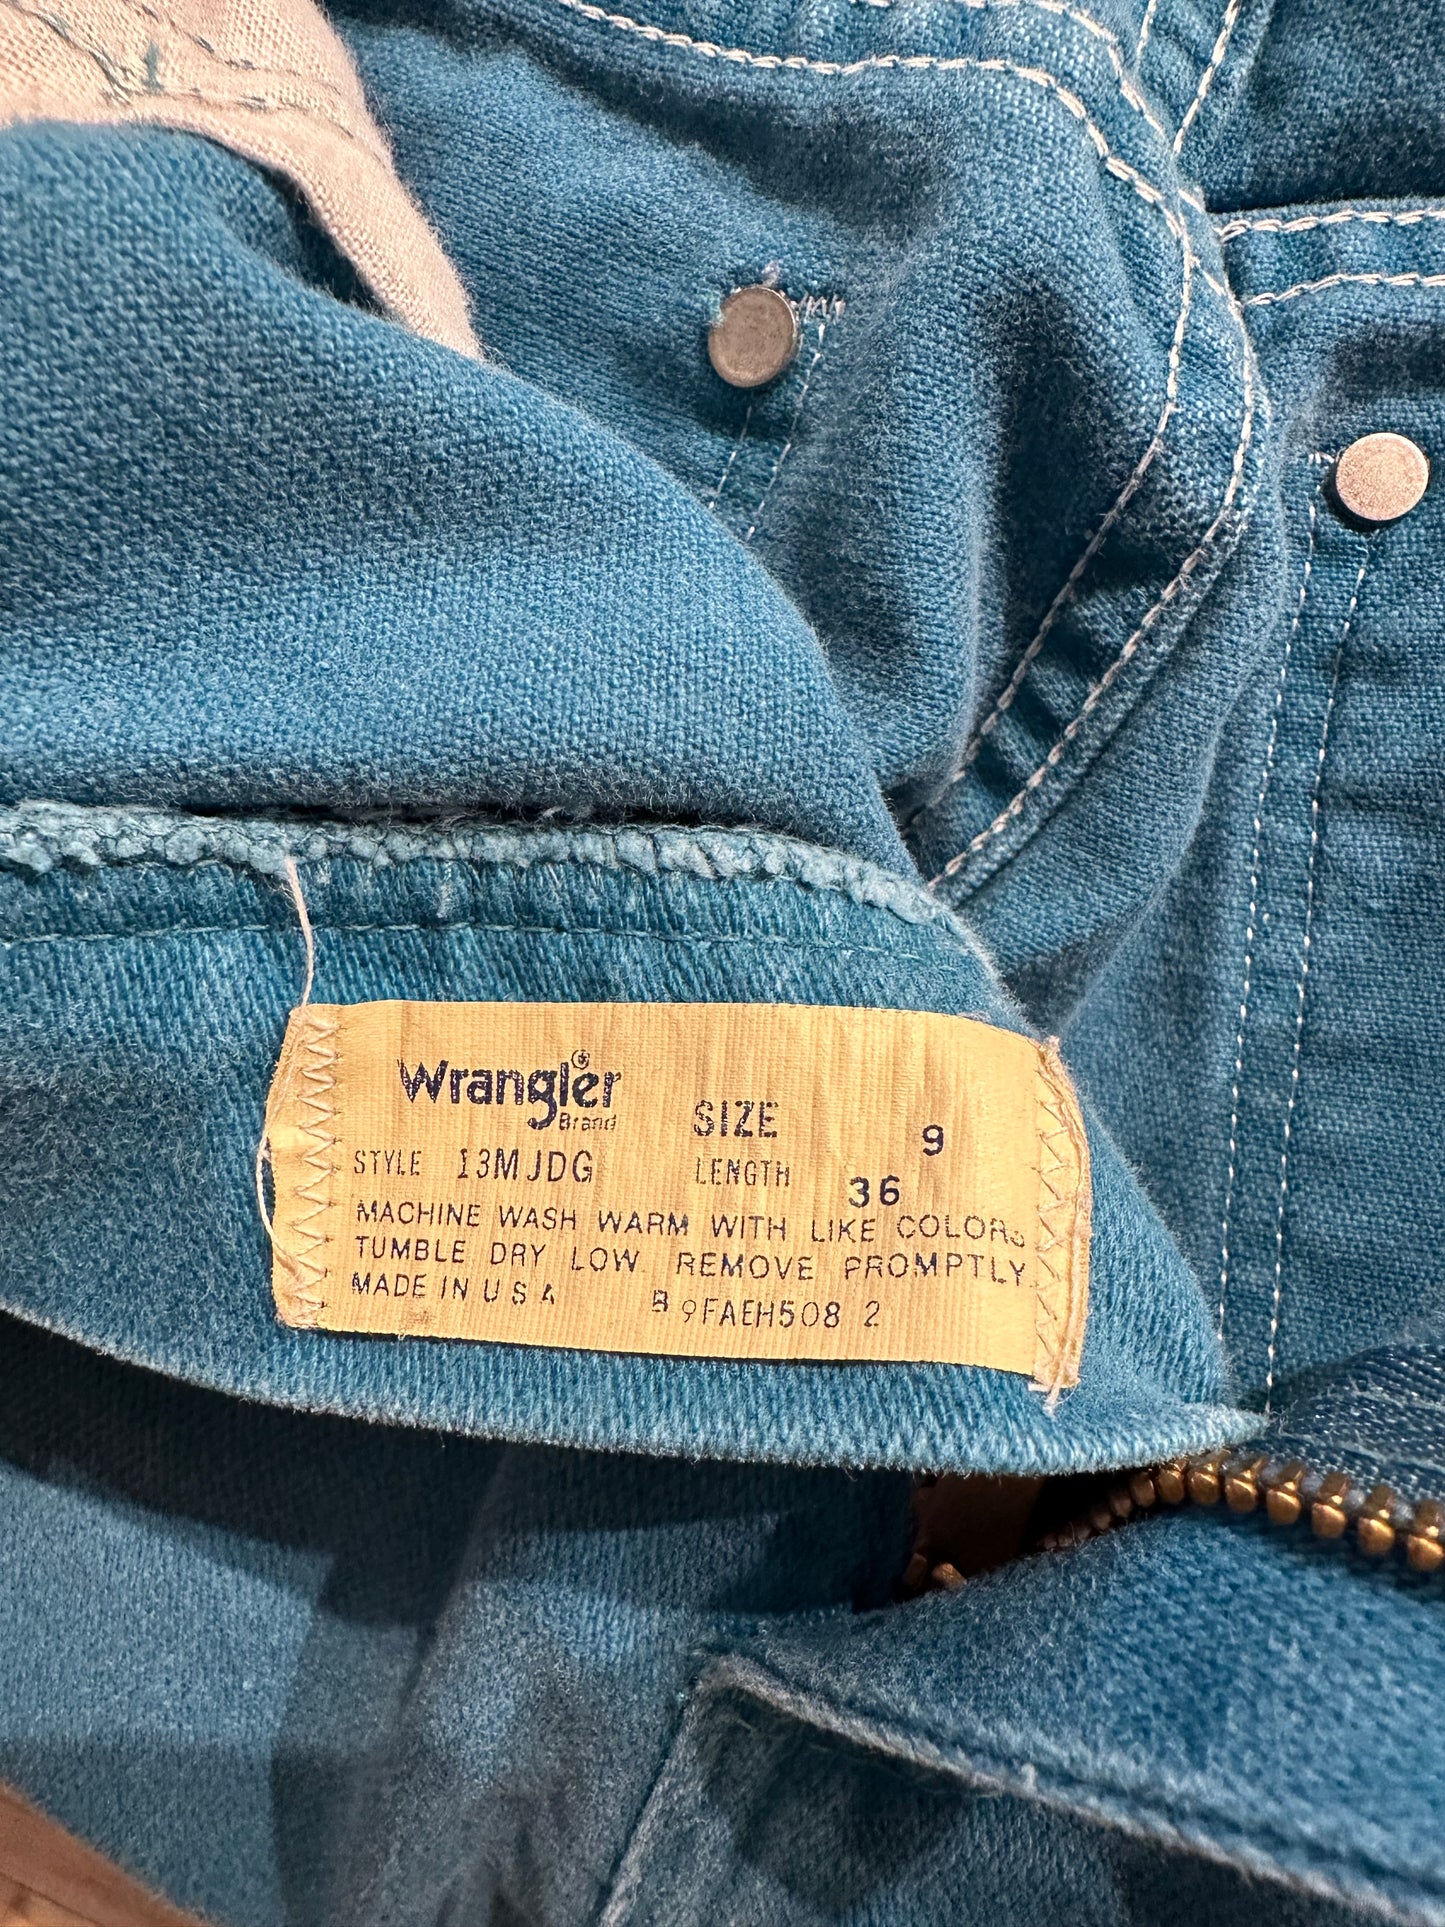 Wrangler®
Brand
SIZE 9
STYLE 13MJDG LENGTH 36
MACHINE WASH WARM WITH LIKE COLORS
TUMBLE DRY LOW. REMOVE PROMPTLY
MADE IN U S A B 9FAEH508 2